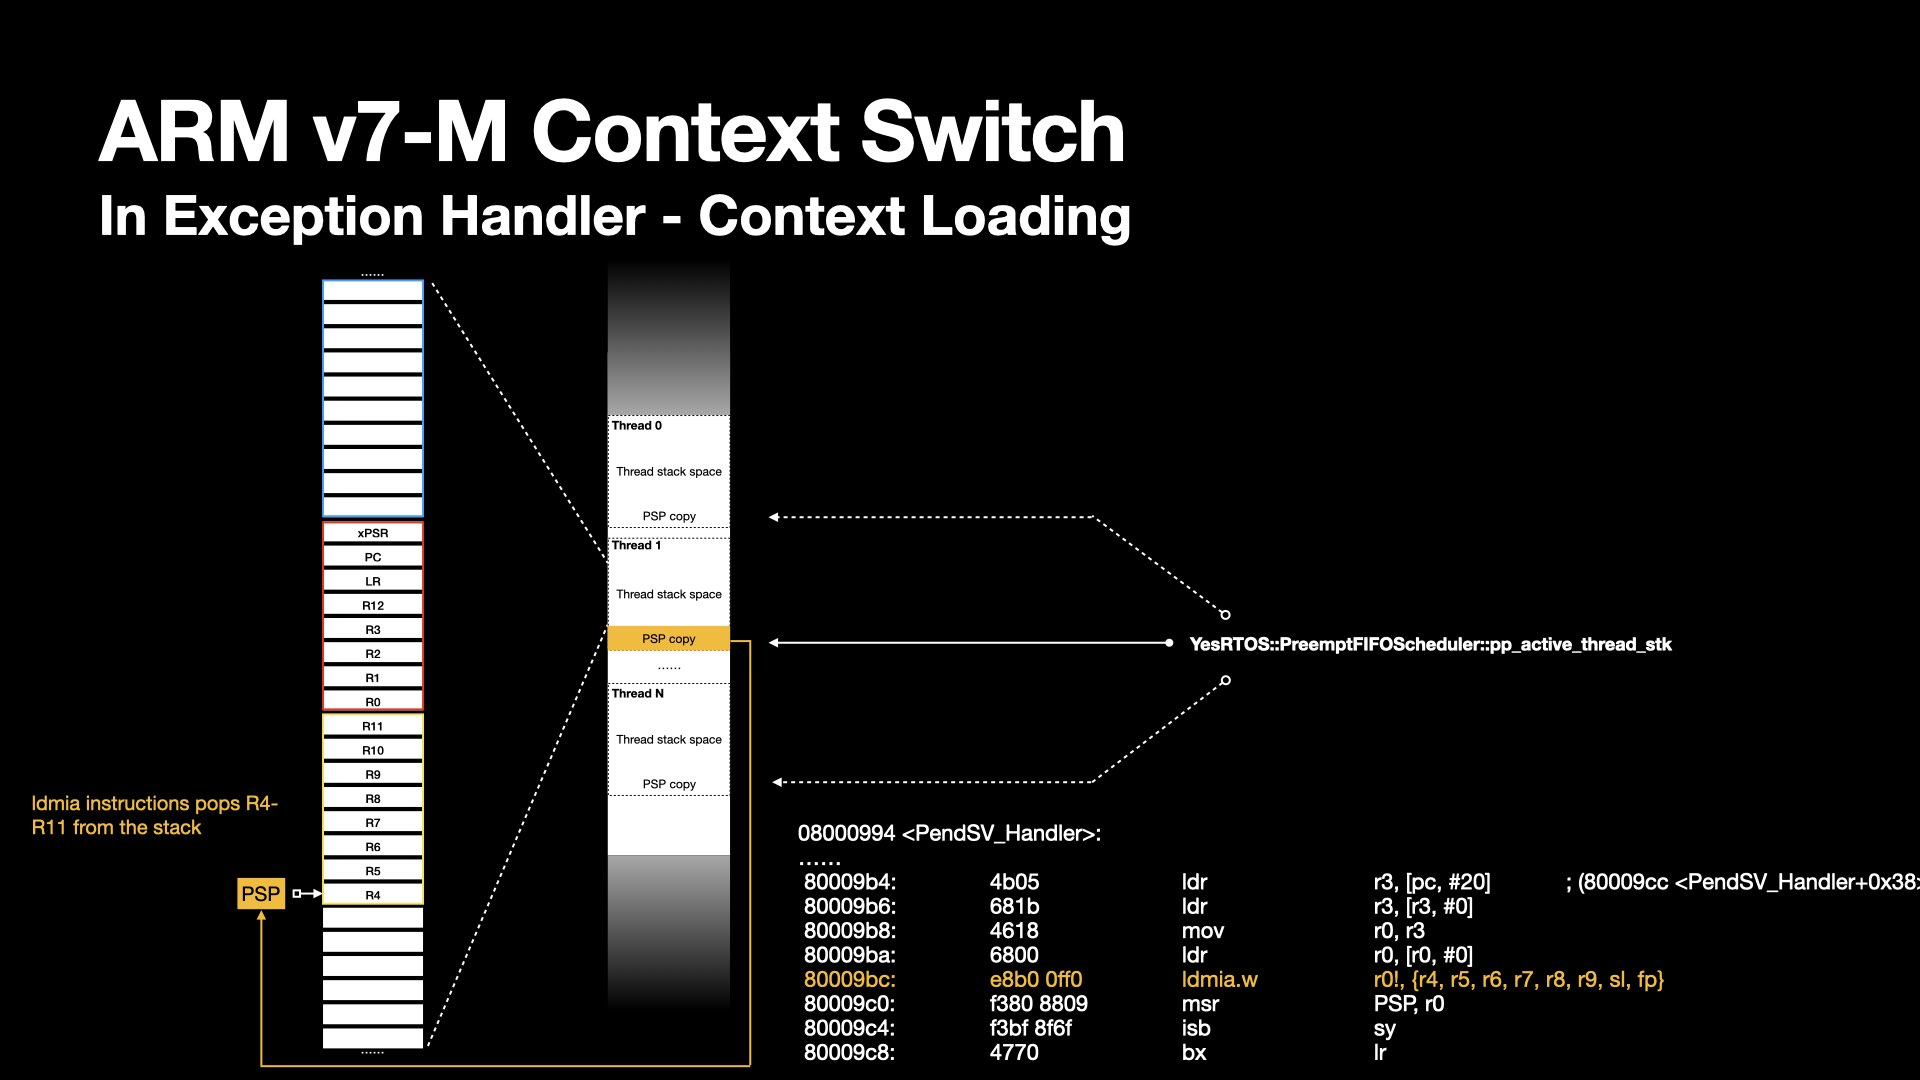 ARM v7-M Context Switch
In Exception Handler - Context Loading
......
xPSR
PC
LR
R12
R3
R2
R1
R0
R11
R10
R9
R8
R7
R6
R5
R4
......
ldmia instructions pops R4-
R11 from the stack
PSP
Thread 0
Thread stack space
PSP copy
Thread 1
Thread stack space
PSP copy
......
Thread N
Thread stack space
PSP copy
YesRTOS::PreemptFIFOScheduler::pp_active_thread_stk
08000994 <PendSV_Handler>:
......
80009b4: 4b05 ldr r3, [pc, #20] ; (80009cc <PendSV_Handler+0x38>
80009b6: 681b ldr r3, [r3, #0]
80009b8: 4618 mov r0, r3
80009ba: 6800 ldr r0, [r0, #0]
80009bc: e8b0 0ff0 ldmia.w r0!, {r4, r5, r6, r7, r8, r9, sl, fp}
80009c0: f380 8809 msr PSP, r0
80009c4: f3bf 8f6f isb sy
80009c8: 4770 bx lr